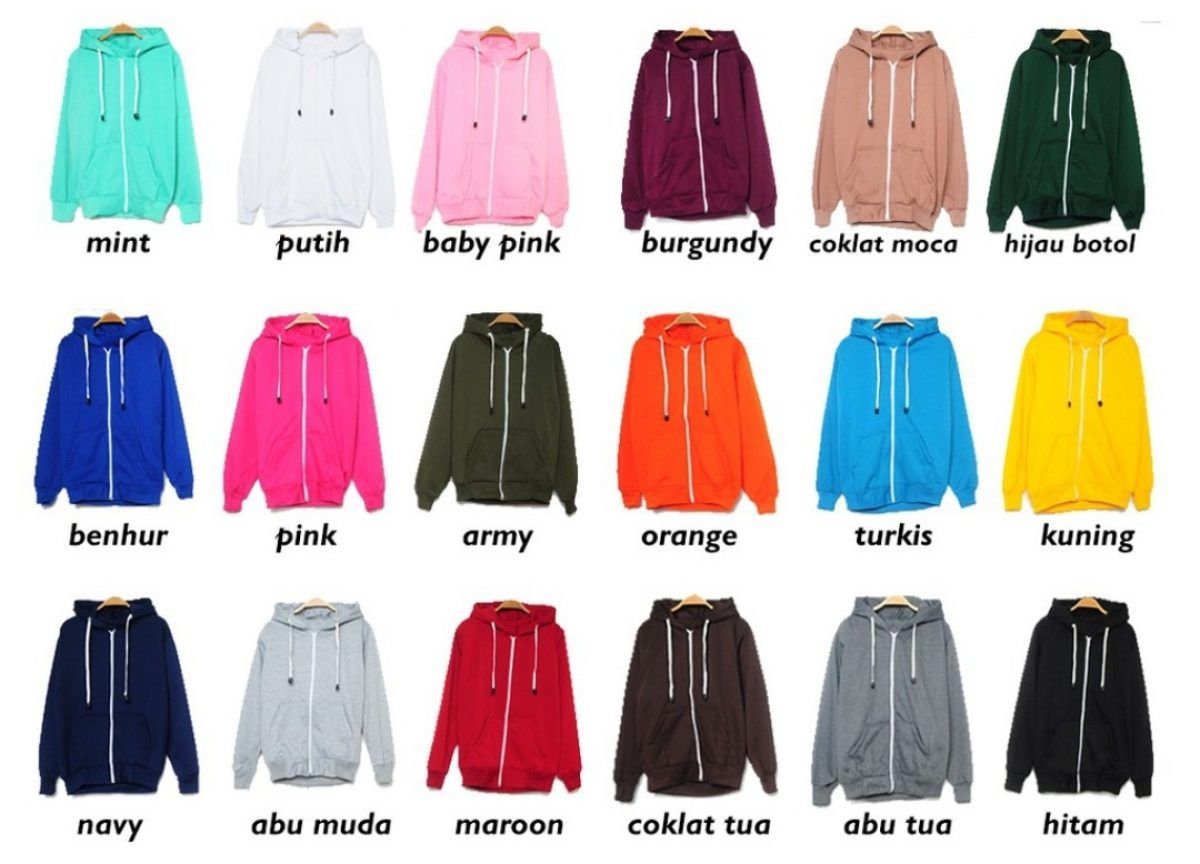 mint
putih
baby pink
burgundy
coklat moca
hijau botol
benhur
pink
army
orange
turkis
kuning
navy
abu muda
maroon
coklat tua
abu tua
hitam